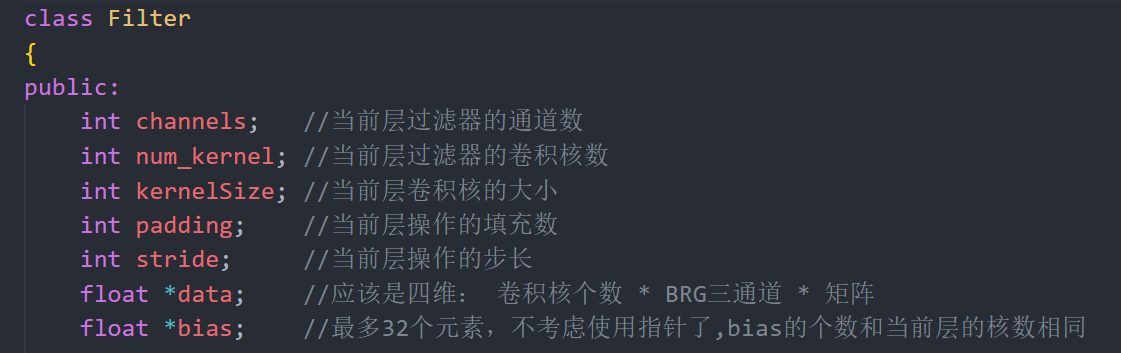 class Filter
{
public:
int channels; //当前层过滤器的通道数
int num_kernel; //当前层过滤器的卷积核数
int kernelSize; //当前层卷积核的大小
int padding; //当前层操作的填充数
int stride; //当前层操作的步长
float *data; //应该是四维： 卷积核个数 * BRG三通道 * 矩阵
float *bias; //最多32个元素，不考虑使用指针了,bias的个数和当前层的核数相同